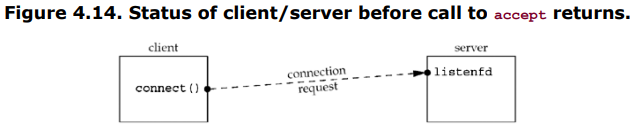 Figure 4.14. Status of client/server before call to accept returns.
client
server
connect()
connection
request
listenfd